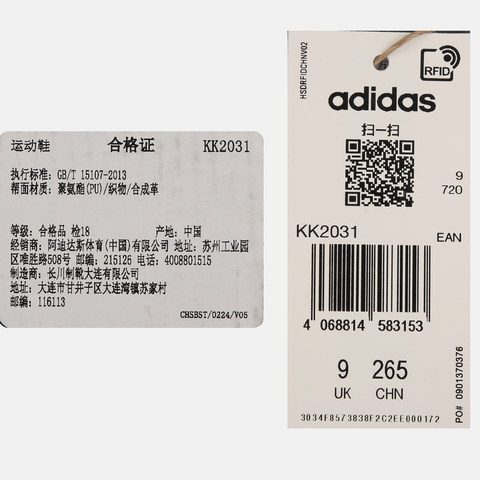 运动鞋 合格证 KK2031
执行标准: GB/T 15107-2013
帮面材质: 聚氨酯(PU)/织物/合成革
等级: 合格品 检18 产地: 中国
经销商: 阿迪达斯体育(中国)有限公司 地址: 苏州工业园
区唯胜路508号 邮编: 215126 电话: 4008801515
制造商: 长川制靴大连有限公司
地址: 大连市甘井子区大连湾镇苏家村
邮编: 116113
CHSBST/0224/V05
HSDRFIDCHNV02
RFID
adidas
扫一扫
9
720
KK2031
EAN
4 068814 583153
9 265
UK CHN
PO# 0901370376
3034F8573838F2C2EE000172